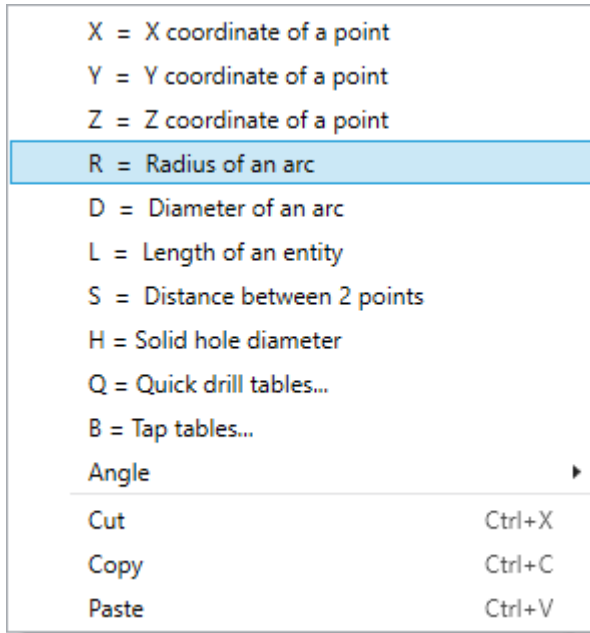 X = X coordinate of a point
Y = Y coordinate of a point
Z = Z coordinate of a point
R = Radius of an arc
D = Diameter of an arc
L = Length of an entity
S = Distance between 2 points
H = Solid hole diameter
Q = Quick drill tables...
B = Tap tables...
Angle
Cut Ctrl+X
Copy Ctrl+C
Paste Ctrl+V